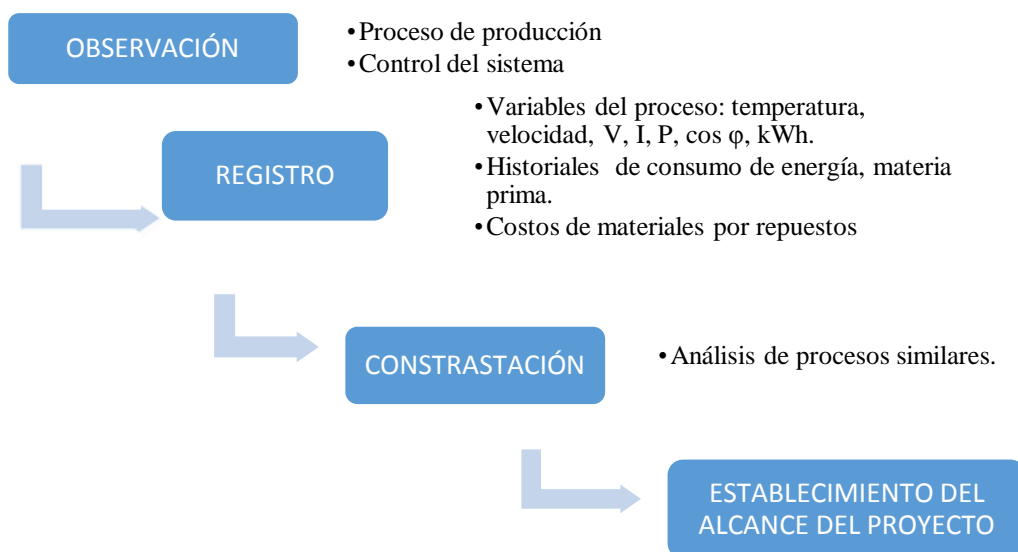 OBSERVACIÓN
•Proceso de producción
•Control del sistema
REGISTRO
•Variables del proceso: temperatura,
velocidad, V, I, P, cos φ, kWh.
•Historiales de consumo de energía, materia
prima.
•Costos de materiales por repuestos
CONSTRASTACIÓN
•Análisis de procesos similares.
ESTABLECIMIENTO DEL
ALCANCE DEL PROYECTO